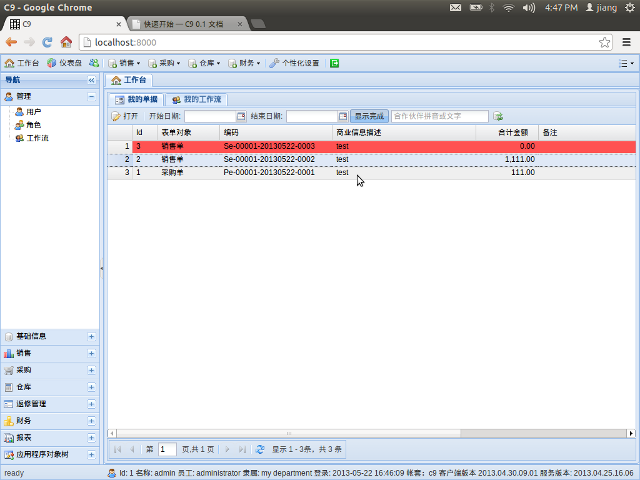 C9 - Google Chrome
4:47 PM
jiang
C9
快速开始 — C9 0.1 文档
localhost:8000
工作台
仪表盘
销售
采购
仓库
财务
个性化设置
导航
工作台
管理
用户
角色
工作流
我的单据
我的工作流
打开
开始日期:
结束日期:
显示完成
合作伙伴拼音或文字
Id 表单对象 编码 商业信息描述 合计金额 备注
1 3 销售单 Se-00001-20130522-0003 test 0.00
2 2 销售单 Se-00001-20130522-0002 test 1,111.00
3 1 采购单 Pe-00001-20130522-0001 test 111.00
基础信息
销售
采购
仓库
返修管理
财务
报表
应用程序对象树
第 1 页,共 1 页
显示 1 - 3条，共 3 条
ready
Id: 1 名称: admin 员工: administrator 隶属: my department 登录: 2013-05-22 16:46:09 帐套: c9 客户端版本 2013.04.30.09.01 服务版本: 2013.04.25.16.06